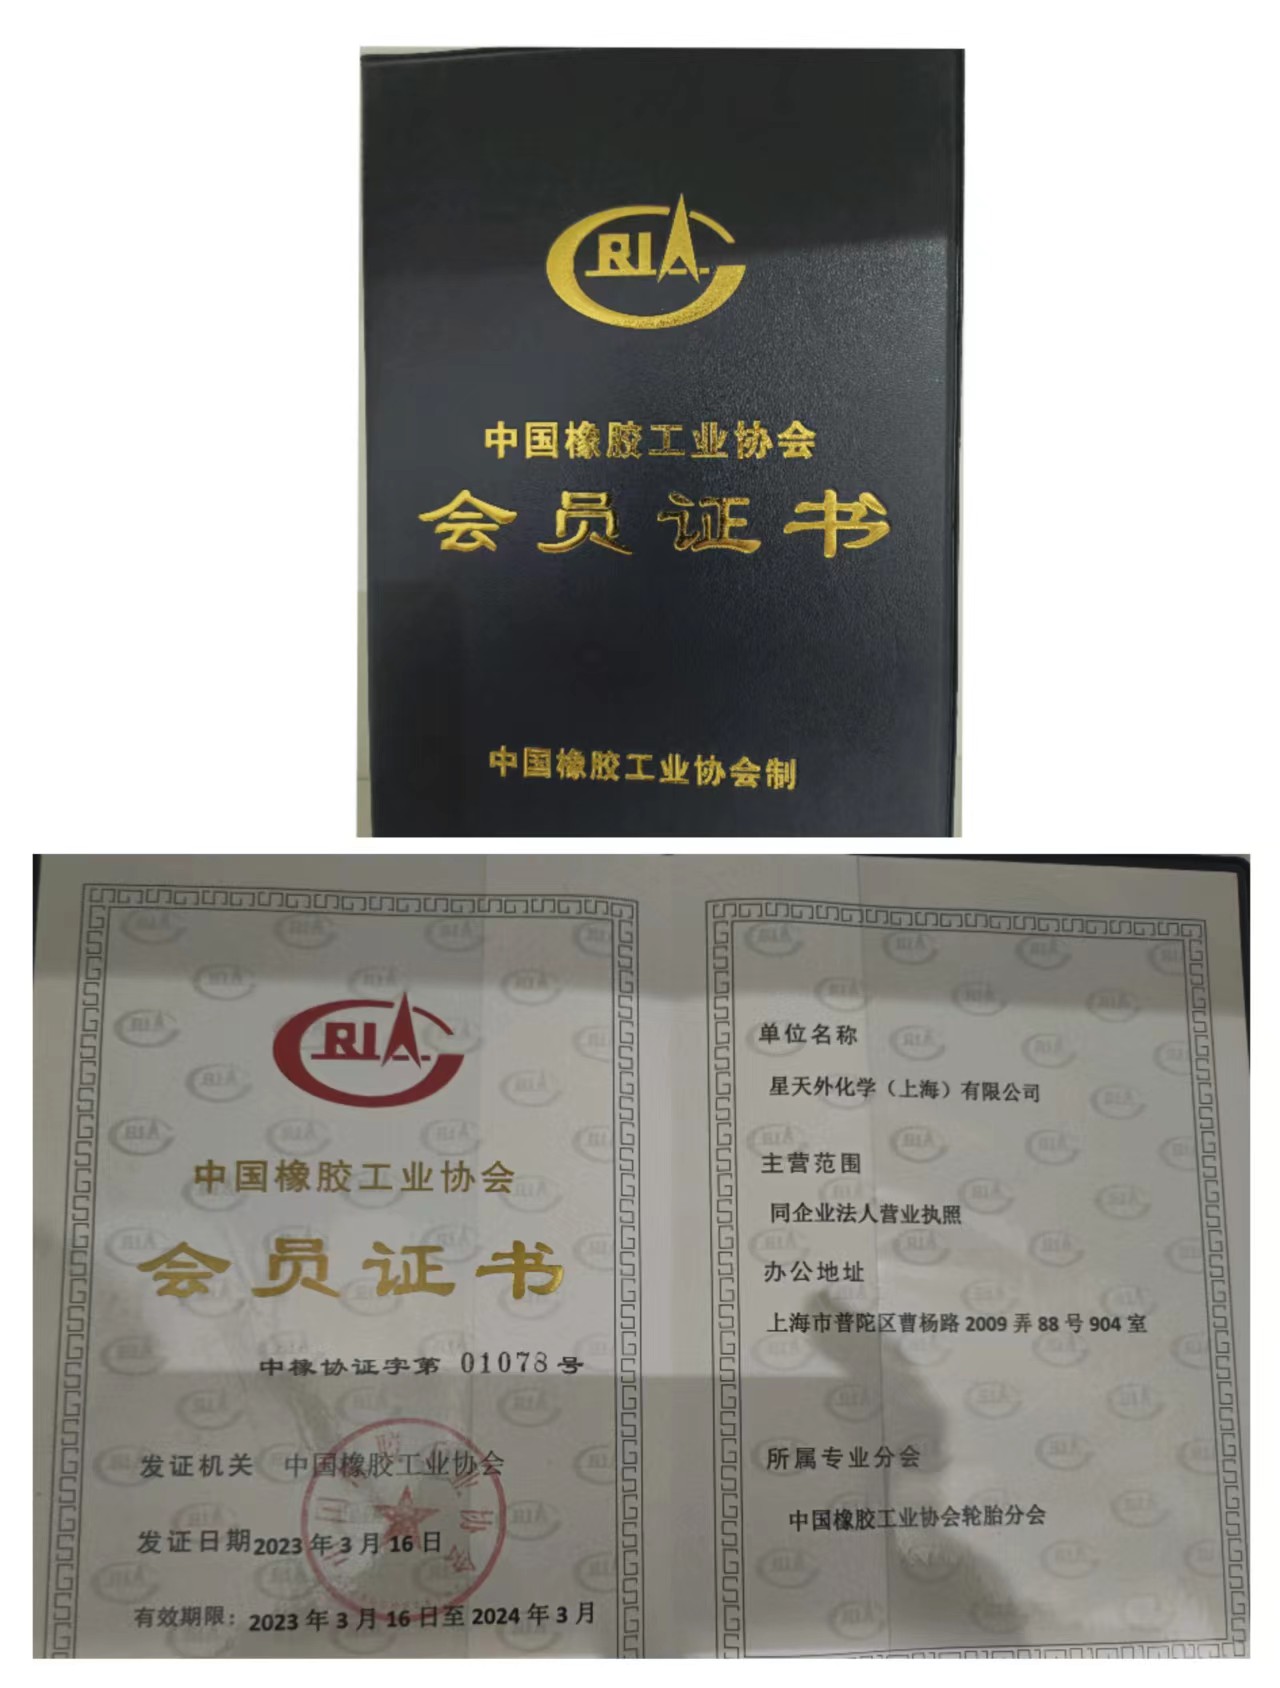 CRIA
中国橡胶工业协会
会员证书
中国橡胶工业协会制
CRIA
中国橡胶工业协会
会员证书
中橡协证字第 01078 号
发证机关 中国橡胶工业协会
发证日期 2023 年 3 月 16 日
有效期限: 2023 年 3 月 16 日至 2024 年 3 月
单位名称
星天外化学（上海）有限公司
主营范围
同企业法人营业执照
办公地址
上海市普陀区曹杨路 2009 弄 88 号 904 室
所属专业分会
中国橡胶工业协会轮胎分会